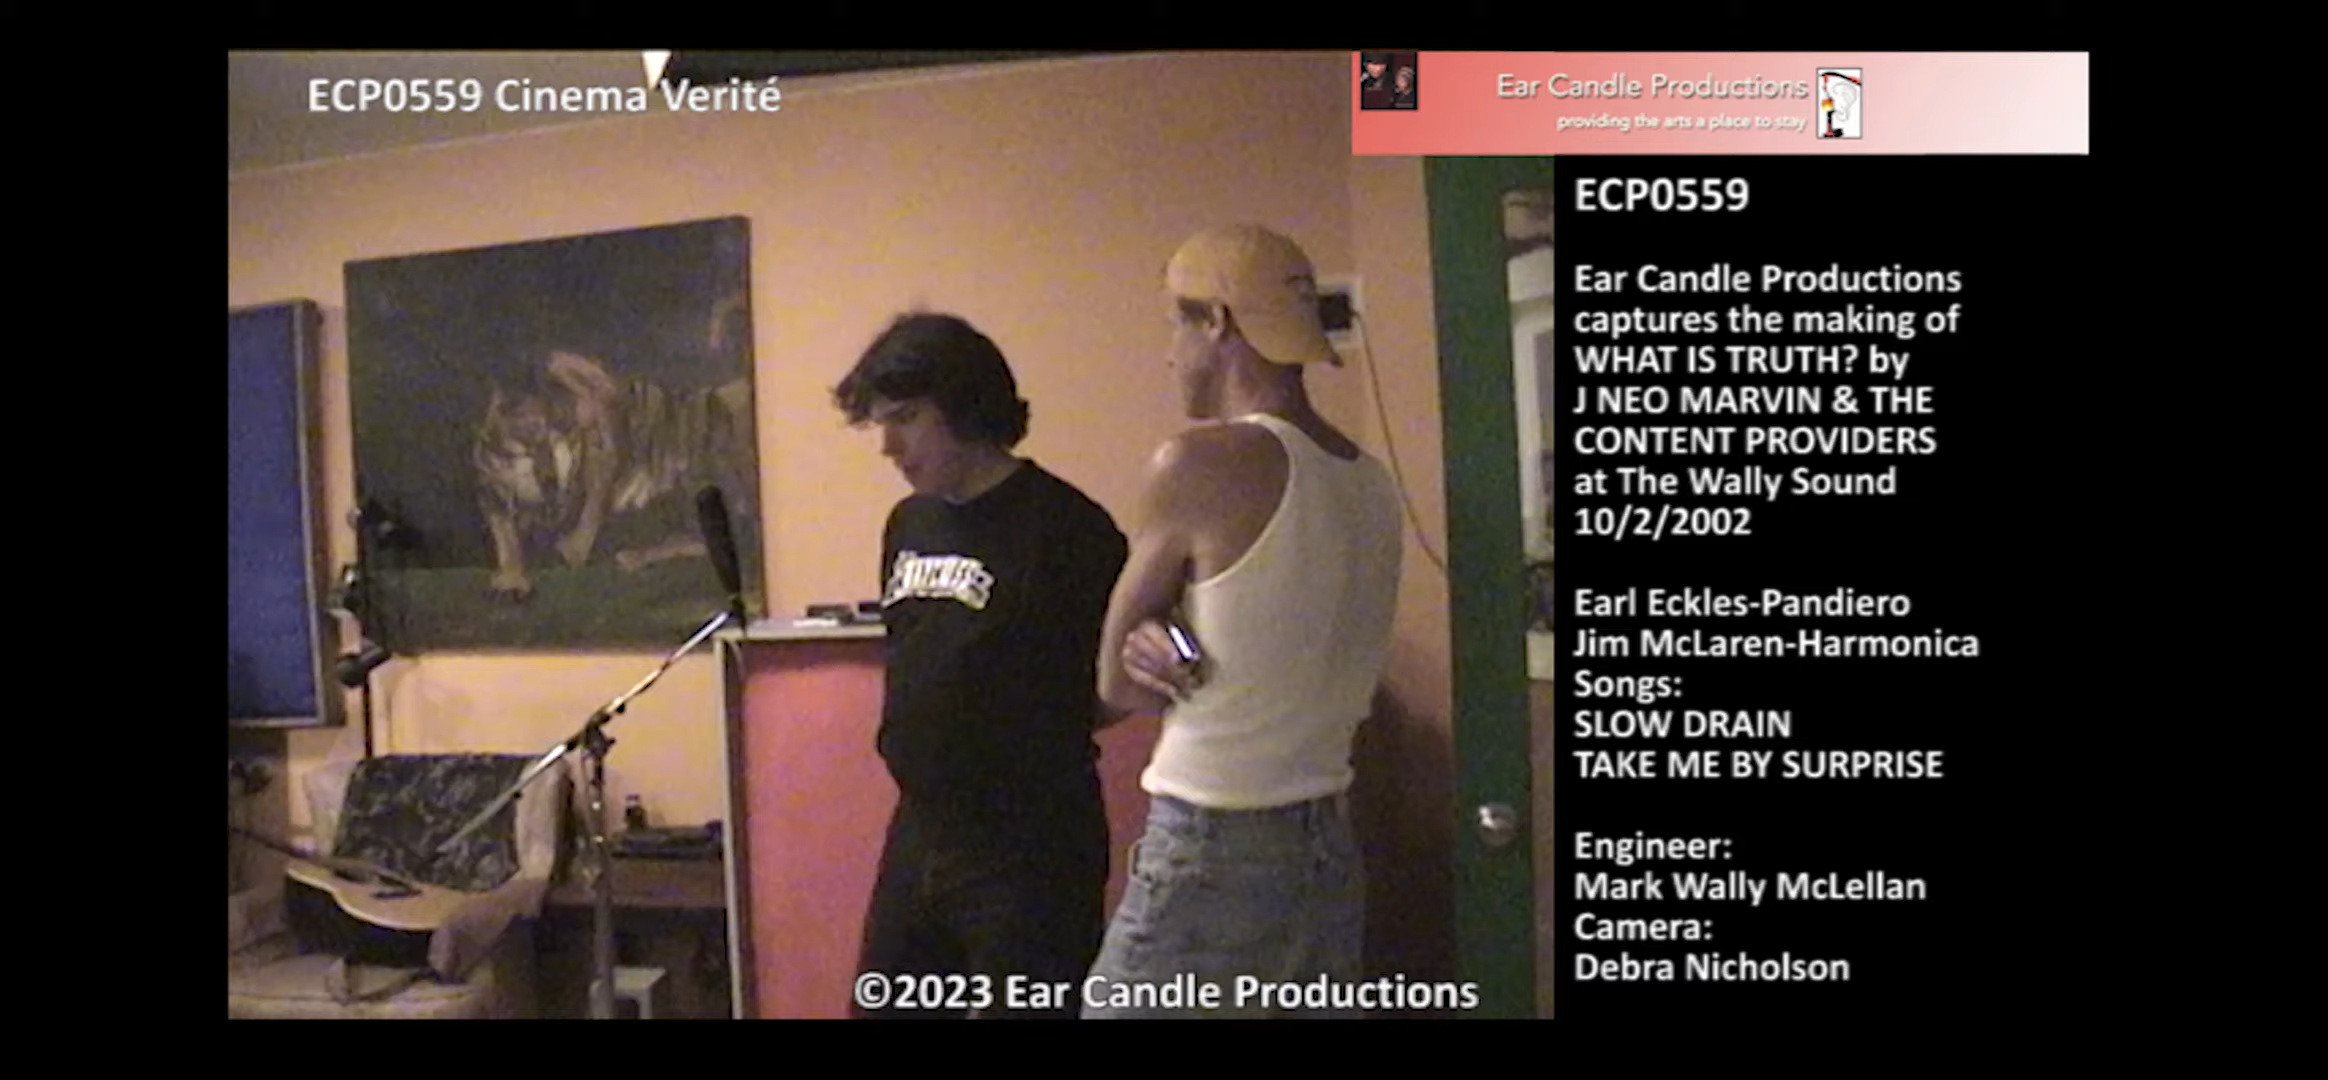 ECP0559 Cinema Verité
Ear Candle Productions
providing the arts a place to stay
ECP0559
Ear Candle Productions
captures the making of
WHAT IS TRUTH? by
J NEO MARVIN & THE
CONTENT PROVIDERS
at The Wally Sound
10/2/2002
Earl Eckles-Pandiero
Jim McLaren-Harmonica
Songs:
SLOW DRAIN
TAKE ME BY SURPRISE
Engineer:
Mark Wally McLellan
Camera:
Debra Nicholson
©2023 Ear Candle Productions